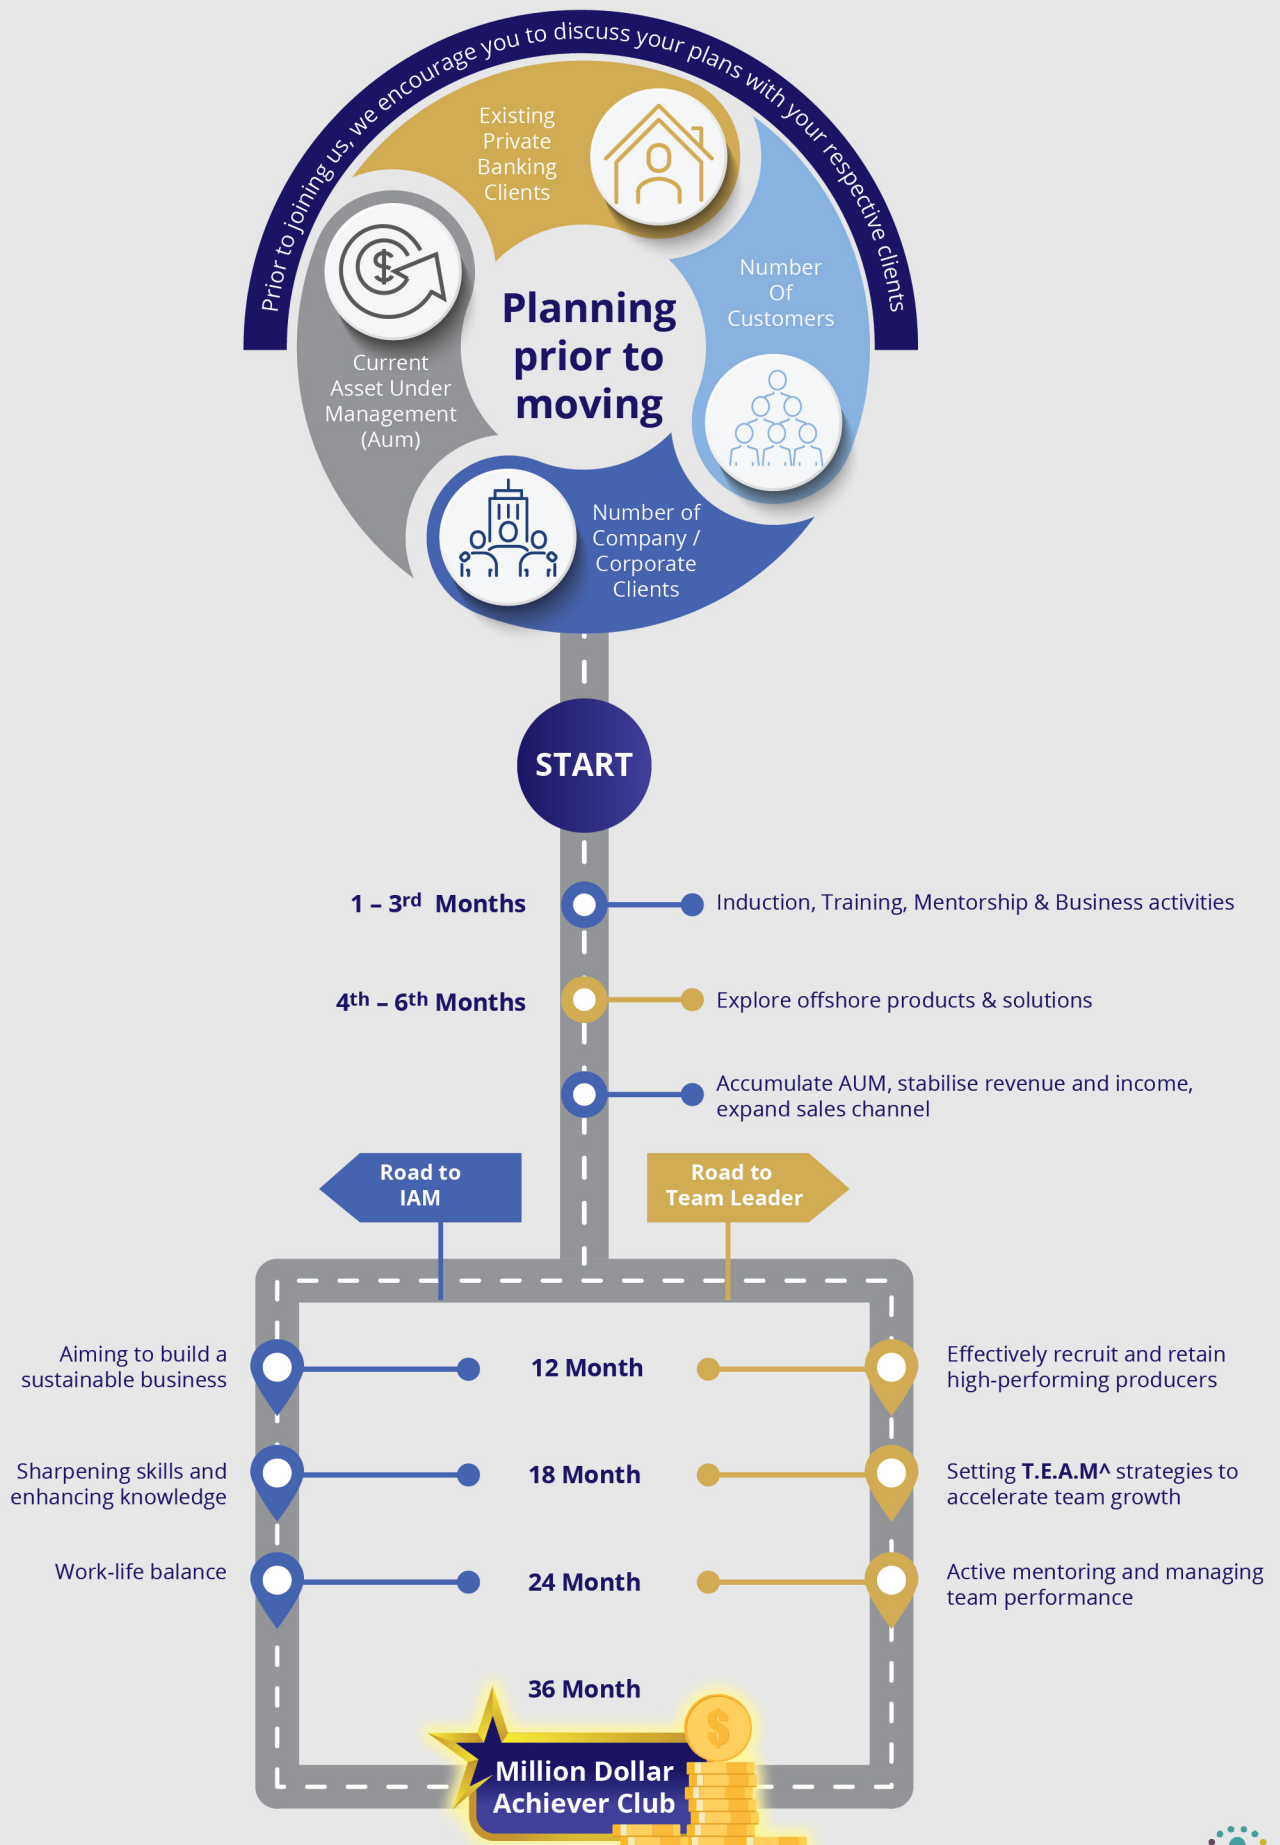 Prior to joining us, we encourage you to discuss your plans with your respective clients
Existing
Private
Banking
Clients
Number
Of
Customers
Planning
prior to
moving
Current
Asset Under
Management
(Aum)
Number of
Company /
Corporate
Clients
$
START
1 – 3rd Months
Induction, Training, Mentorship & Business activities
4th – 6th Months
Explore offshore products & solutions
Accumulate AUM, stabilise revenue and income,
expand sales channel
Road to
IAM
Road to
Team Leader
Aiming to build a
sustainable business
12 Month
Effectively recruit and retain
high-performing producers
Sharpening skills and
enhancing knowledge
18 Month
Setting T.E.A.M^ strategies to
accelerate team growth
Work-life balance
24 Month
Active mentoring and managing
team performance
36 Month
$
Million Dollar
Achiever Club